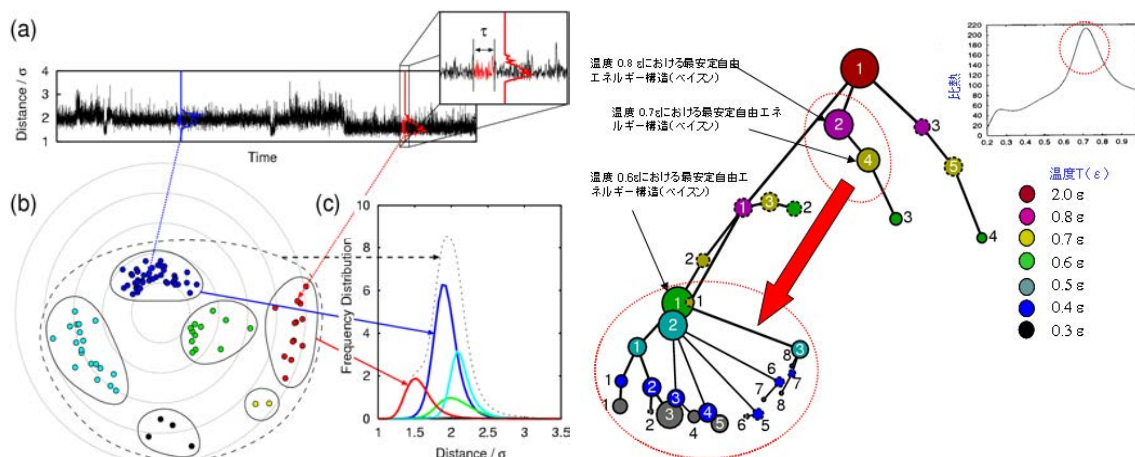 (a)
Distance / σ
4
3
2
1
Time
τ
(b)
(c)
Frequency Distribution
10
8
6
4
2
0
1 1.5 2 2.5 3 3.5
Distance / σ
温度 0.8 εにおける最安定自由
エネルギー構造(ベイスン)
温度 0.7εにおける最安定自由エ
ネルギー構造(ベイスン)
温度 0.6εにおける最安定自由エ
ネルギー構造(ベイスン)
1
2
4
3
3
5
4
1
3
2
2
1
1
2
1
3
8
7
6
7
8
1
2
3
4
5
6
5
1
2
3
4
比熱
220
200
180
160
140
120
100
80
60
40
20
0
0.2 0.3 0.4 0.5 0.6 0.7 0.8 0.9
温度T(ε)
2.0 ε
0.8 ε
0.7 ε
0.6 ε
0.5 ε
0.4 ε
0.3 ε